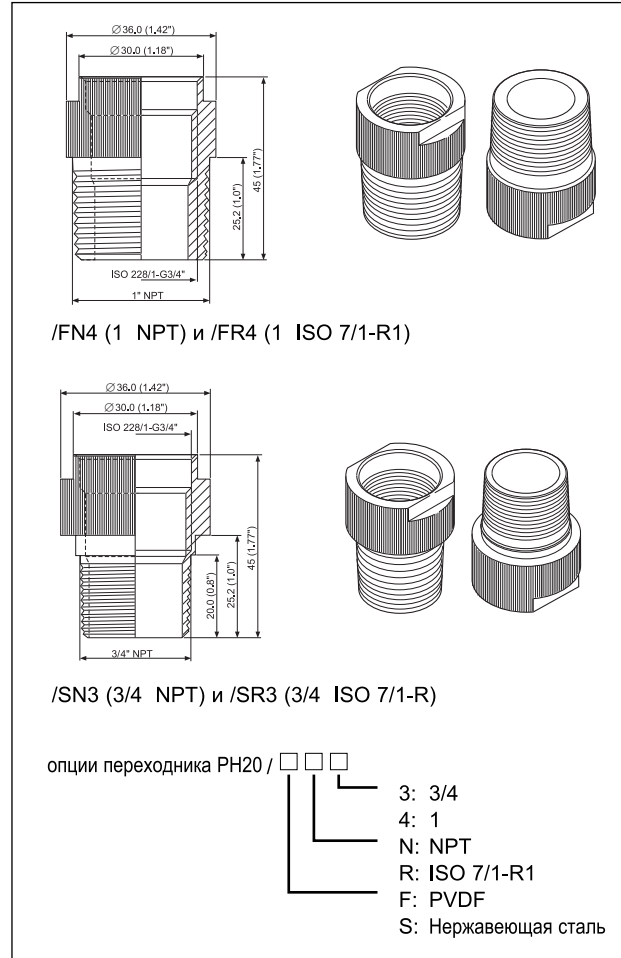 Ø36.0 (1.42")
Ø30.0 (1.18")
45 (1.77")
25.2 (1.0")
ISO 228/1-G3/4"
1" NPT
/FN4 (1 NPT) и /FR4 (1 ISO 7/1-R1)
Ø36.0 (1.42")
Ø30.0 (1.18")
ISO 228/1-G3/4"
45 (1.77")
25.2 (1.0")
20.0 (0.8")
3/4" NPT
/SN3 (3/4 NPT) и /SR3 (3/4 ISO 7/1-R)
опции переходника PH20 / □ □ □
3: 3/4
4: 1
N: NPT
R: ISO 7/1-R1
F: PVDF
S: Нержавеющая сталь